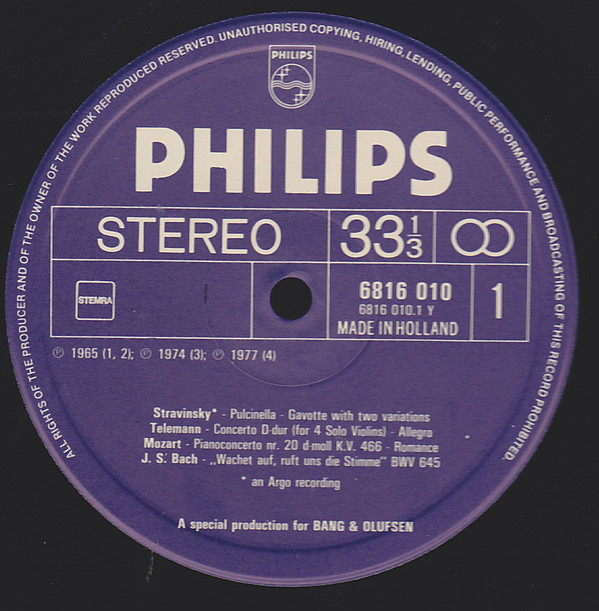 ALL RIGHTS OF THE PRODUCER AND OF THE OWNER OF THE WORK REPRODUCED RESERVED. UNAUTHORISED COPYING, HIRING, LENDING, PUBLIC PERFORMANCE AND BROADCASTING OF THIS RECORD PROHIBITED.
PHILIPS
PHILIPS
STEREO 33 1/3
STEMRA
6816 010 1
6816 010.1 Y
MADE IN HOLLAND
℗ 1965 (1, 2); ℗ 1974 (3); ℗ 1977 (4)
Stravinsky* - Pulcinella - Gavotte with two variations
Telemann - Concerto D-dur (for 4 Solo Violins) - Allegro
Mozart - Pianoconcerto nr. 20 d-moll K.V. 466 - Romance
J. S. Bach - „Wachet auf, ruft uns die Stimme" BWV 645
* an Argo recording
A special production for BANG & OLUFSEN